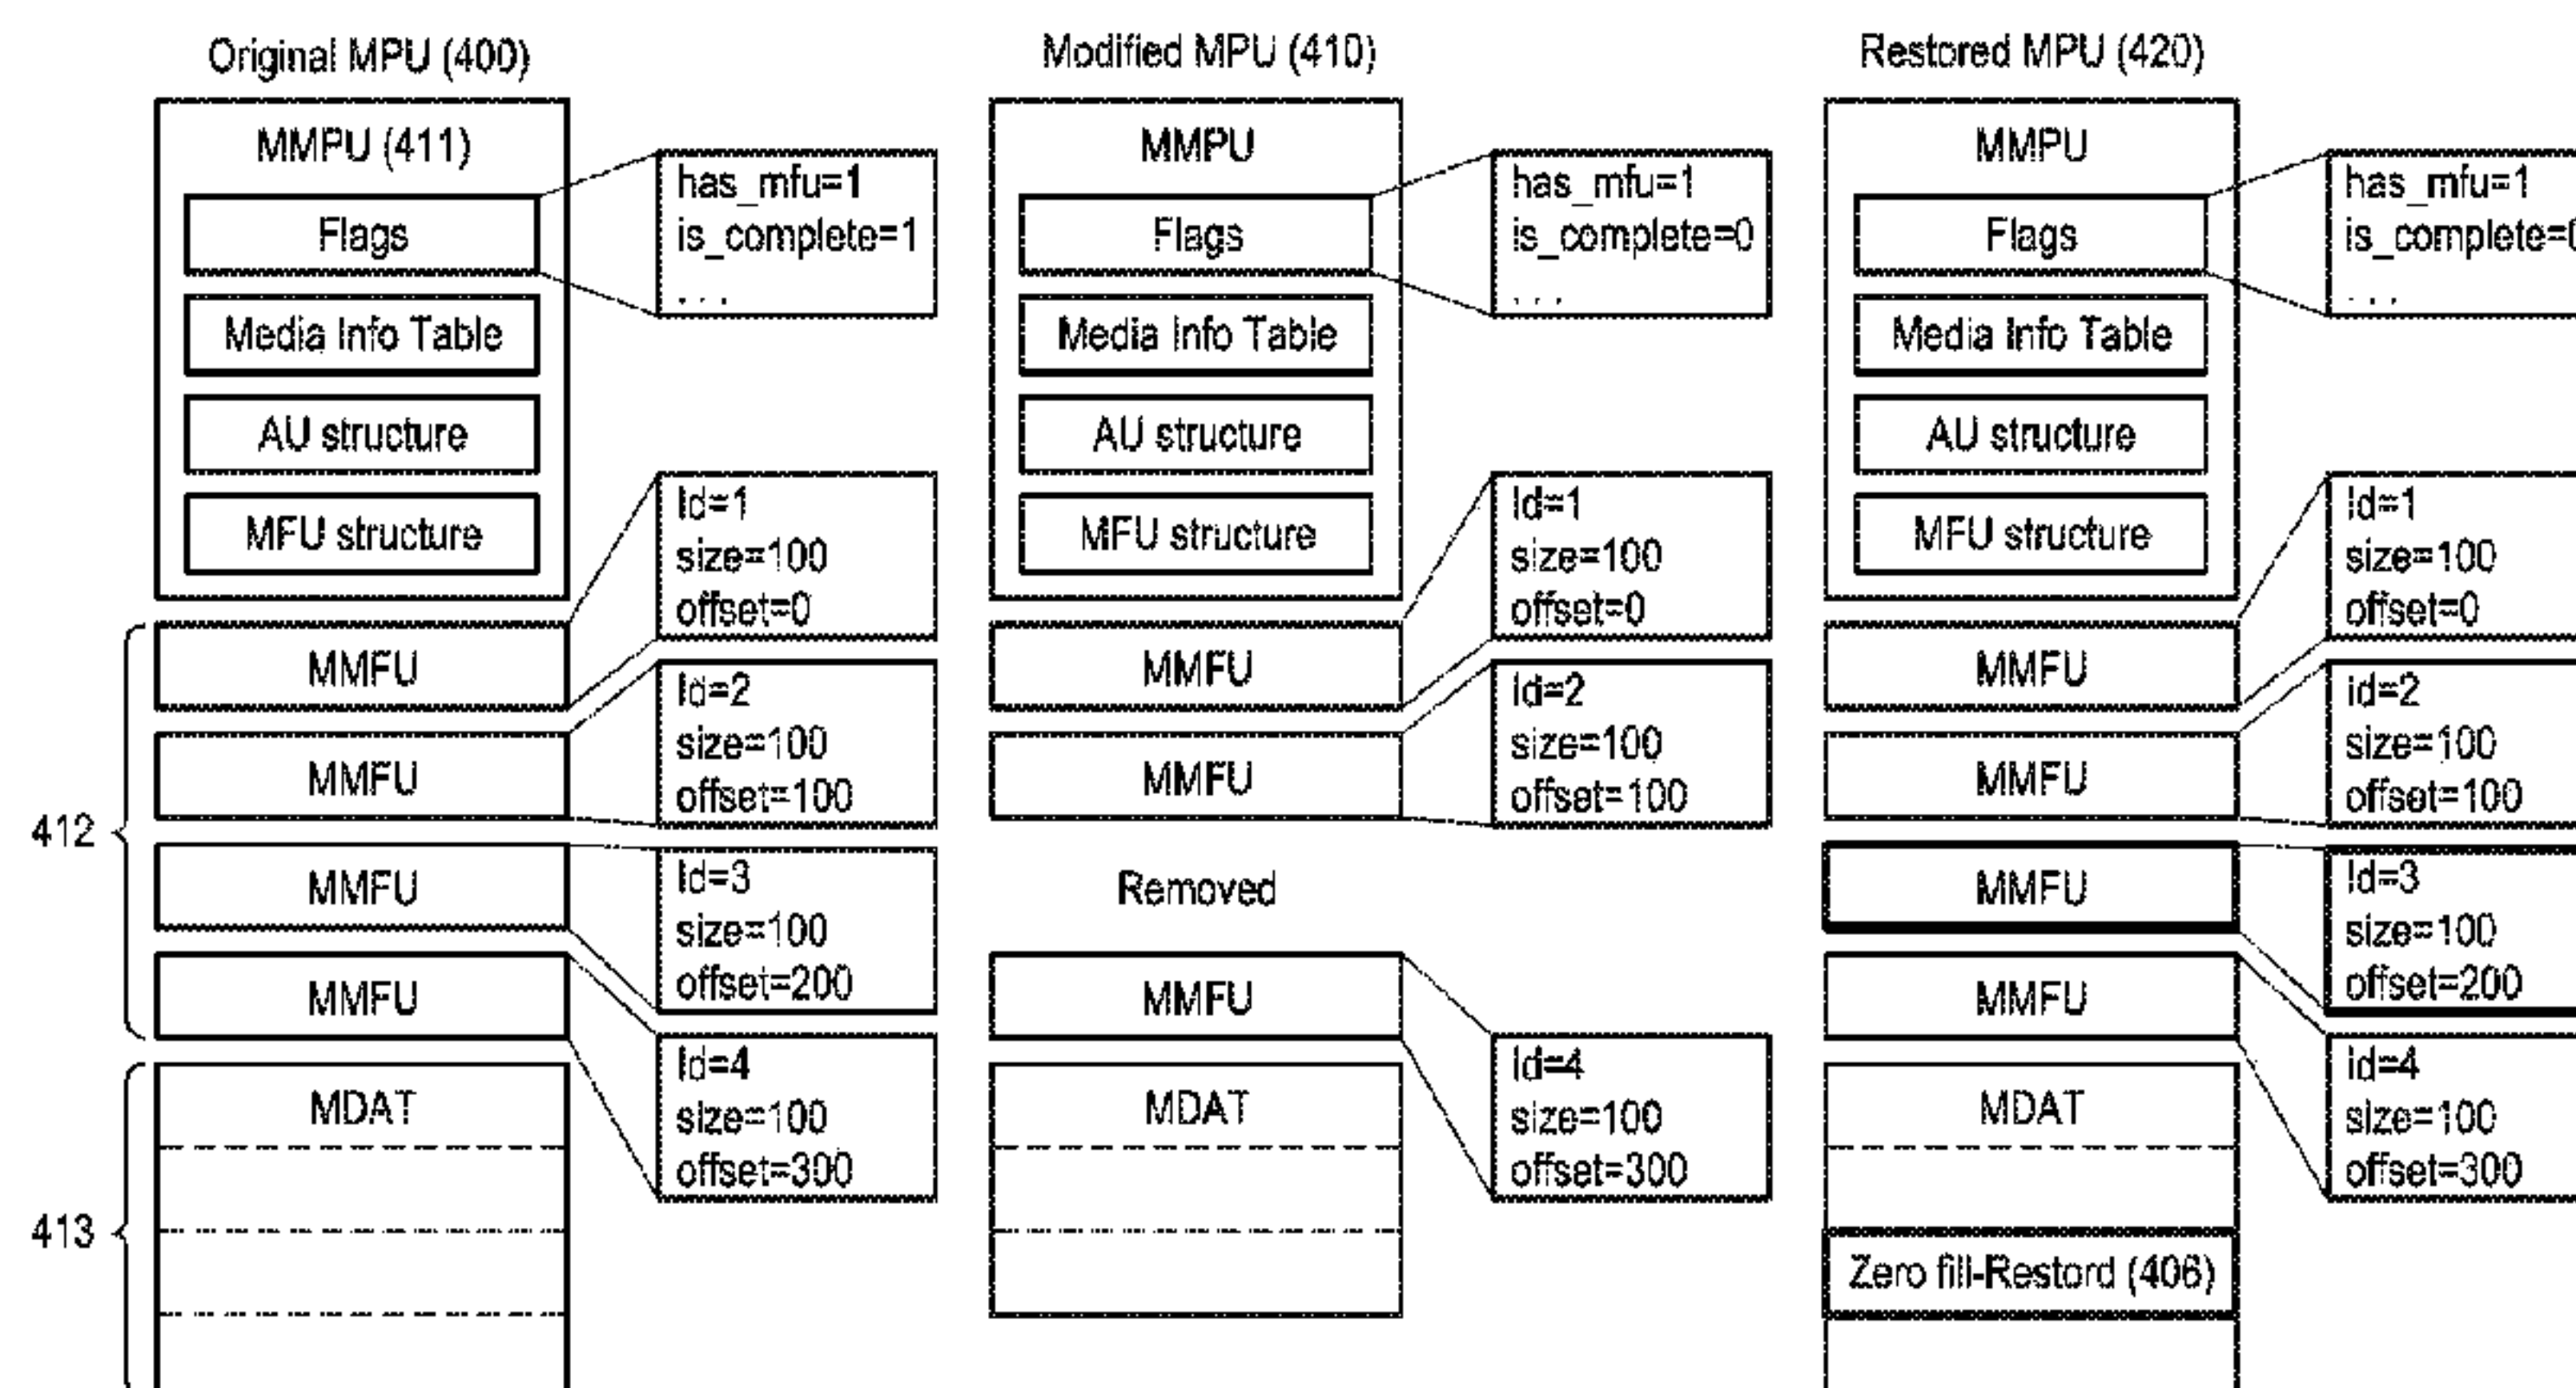 Original MPU (400)
MMPU (411)
Flags
Media Info Table
AU structure
MFU structure
has_mfu=1
is_complete=1
. . .
412
MMFU
MMFU
MMFU
MMFU
Id=1
size=100
offset=0
Id=2
size=100
offset=100
Id=3
size=100
offset=200
Id=4
size=100
offset=300
413
MDAT
Modified MPU (410)
MMPU
Flags
Media Info Table
AU structure
MFU structure
has_mfu=1
is_complete=0
. . .
MMFU
MMFU
Removed
MMFU
Id=1
size=100
offset=0
Id=2
size=100
offset=100
Id=4
size=100
offset=300
MDAT
Restored MPU (420)
MMPU
Flags
Media Info Table
AU structure
MFU structure
has_mfu=1
is_complete=0
. . .
MMFU
MMFU
MMFU
MMFU
Id=1
size=100
offset=0
id=2
size=100
offset=100
Id=3
size=100
offset=200
id=4
size=100
offset=300
MDAT
Zero fill-Restord (406)